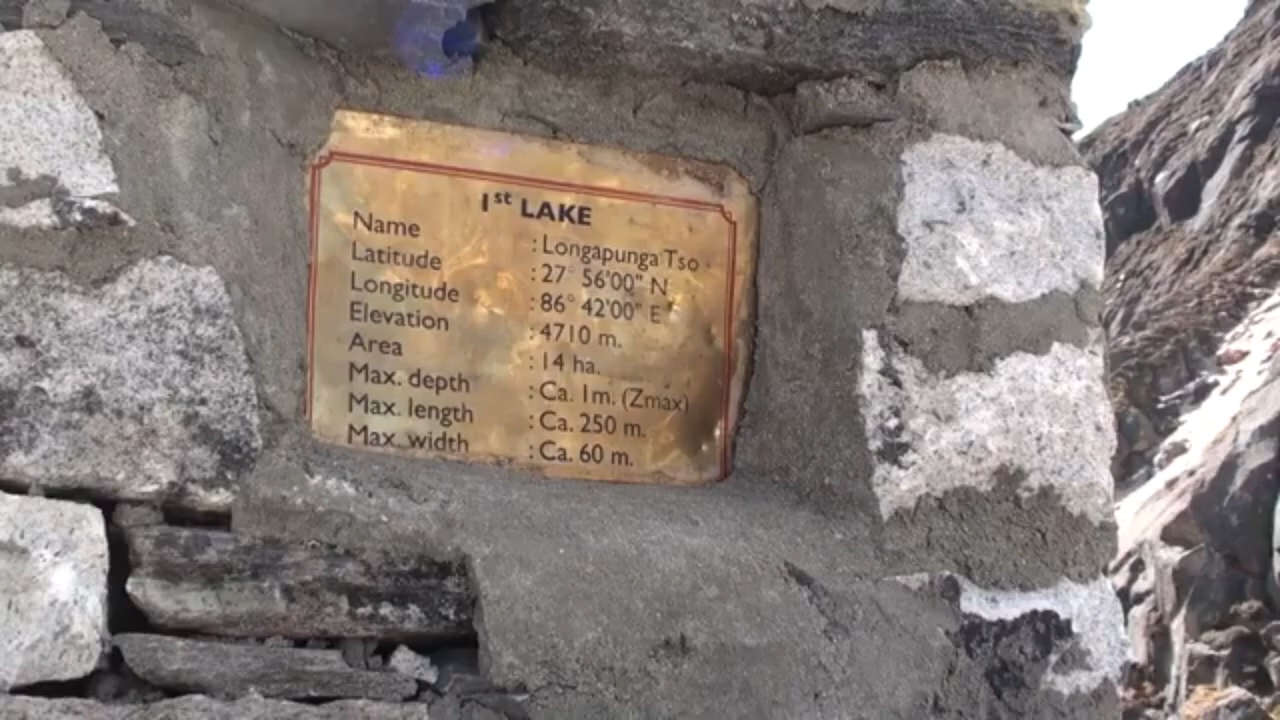 1st LAKE
Name : Longapunga Tso
Latitude : 27° 56'00" N
Longitude : 86° 42'00" E
Elevation : 4710 m.
Area : 14 ha.
Max. depth : Ca. 1m. (Zmax)
Max. length : Ca. 250 m.
Max. width : Ca. 60 m.